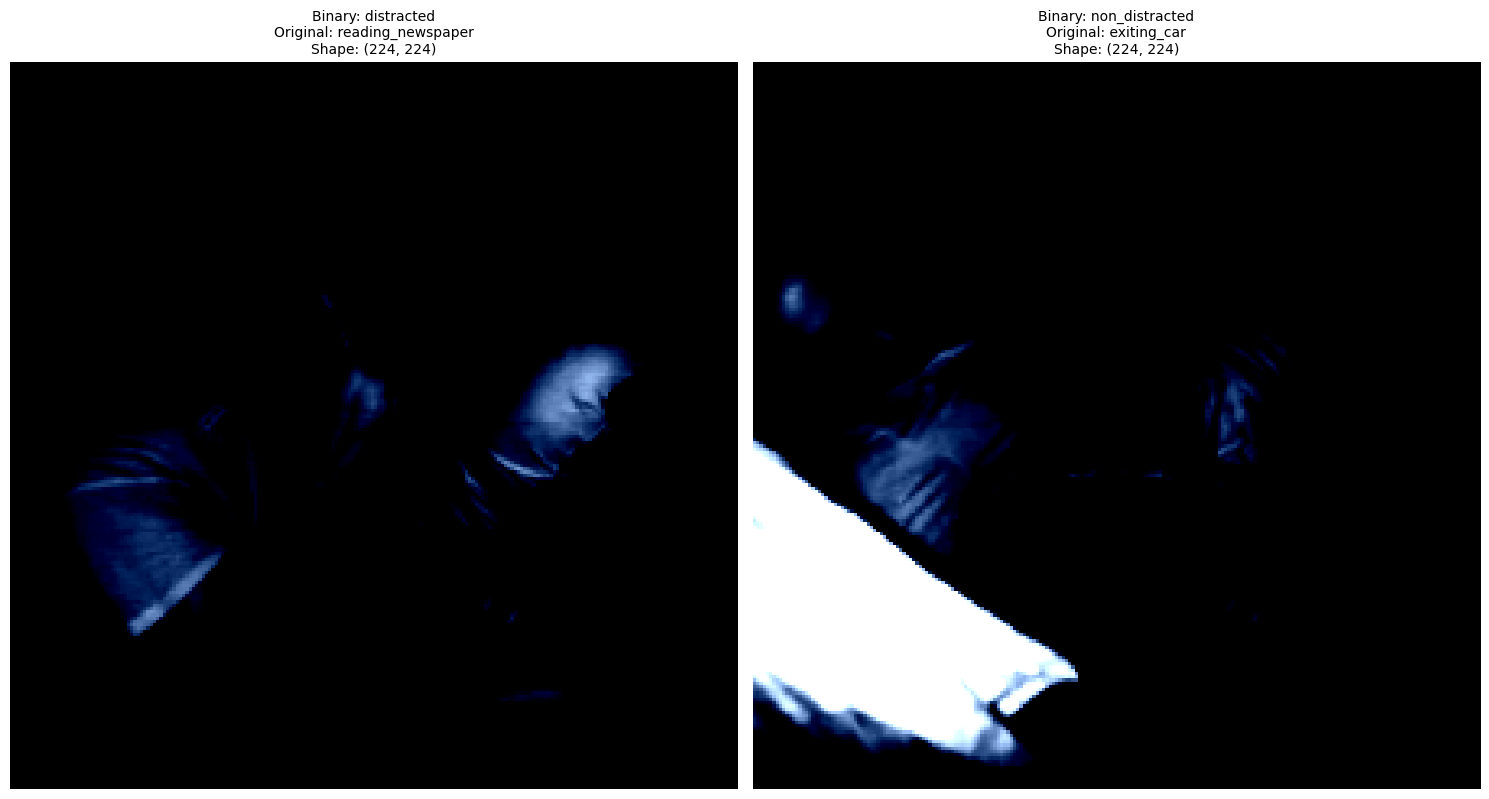 Binary: distracted
Original: reading_newspaper
Shape: (224, 224)
Binary: non_distracted
Original: exiting_car
Shape: (224, 224)